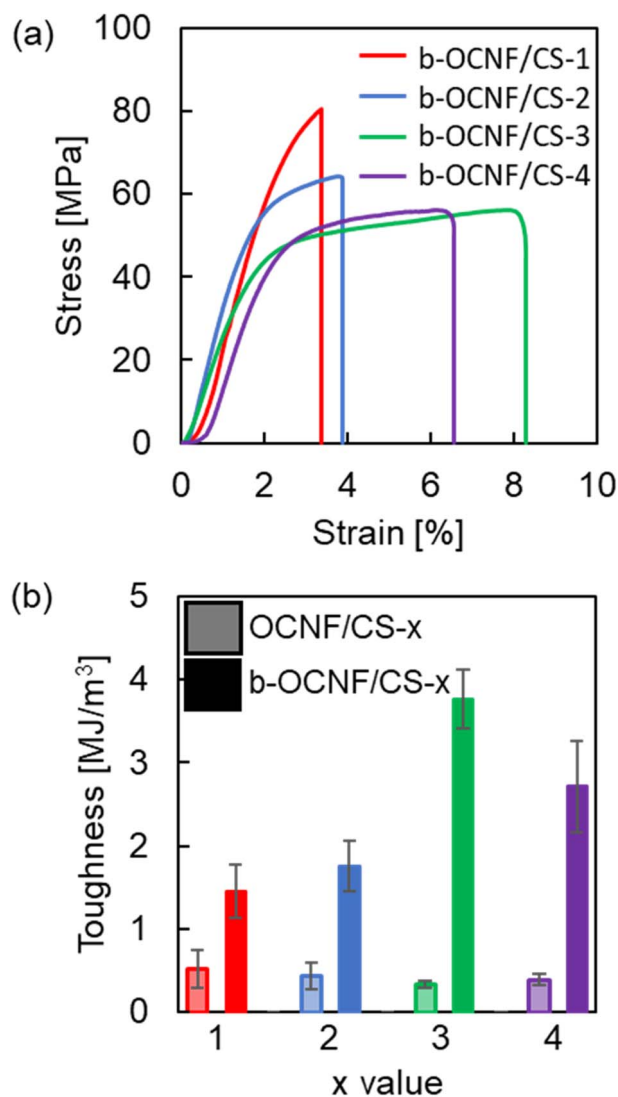 (a)
100
80
60
40
20
0
Stress [MPa]
b-OCNF/CS-1
b-OCNF/CS-2
b-OCNF/CS-3
b-OCNF/CS-4
0 2 4 6 8 10
Strain [%]
(b)
5
4
3
2
1
0
Toughness [MJ/m³]
OCNF/CS-x
b-OCNF/CS-x
1 2 3 4
x value